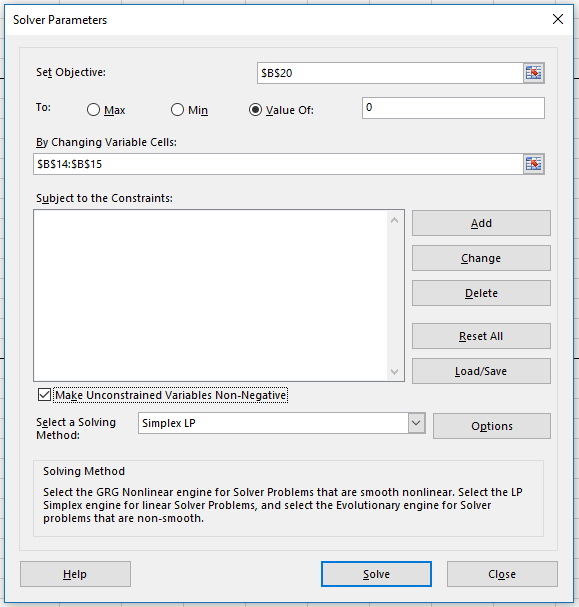 Solver Parameters
Set Objective:
$B$20
To:
Max
Min
Value Of:
0
By Changing Variable Cells:
$B$14:$B$15
Subject to the Constraints:
Add
Change
Delete
Reset All
Load/Save
Make Unconstrained Variables Non-Negative
Select a Solving
Method:
Simplex LP
Options
Solving Method
Select the GRG Nonlinear engine for Solver Problems that are smooth nonlinear. Select the LP
Simplex engine for linear Solver Problems, and select the Evolutionary engine for Solver
problems that are non-smooth.
Help
Solve
Close